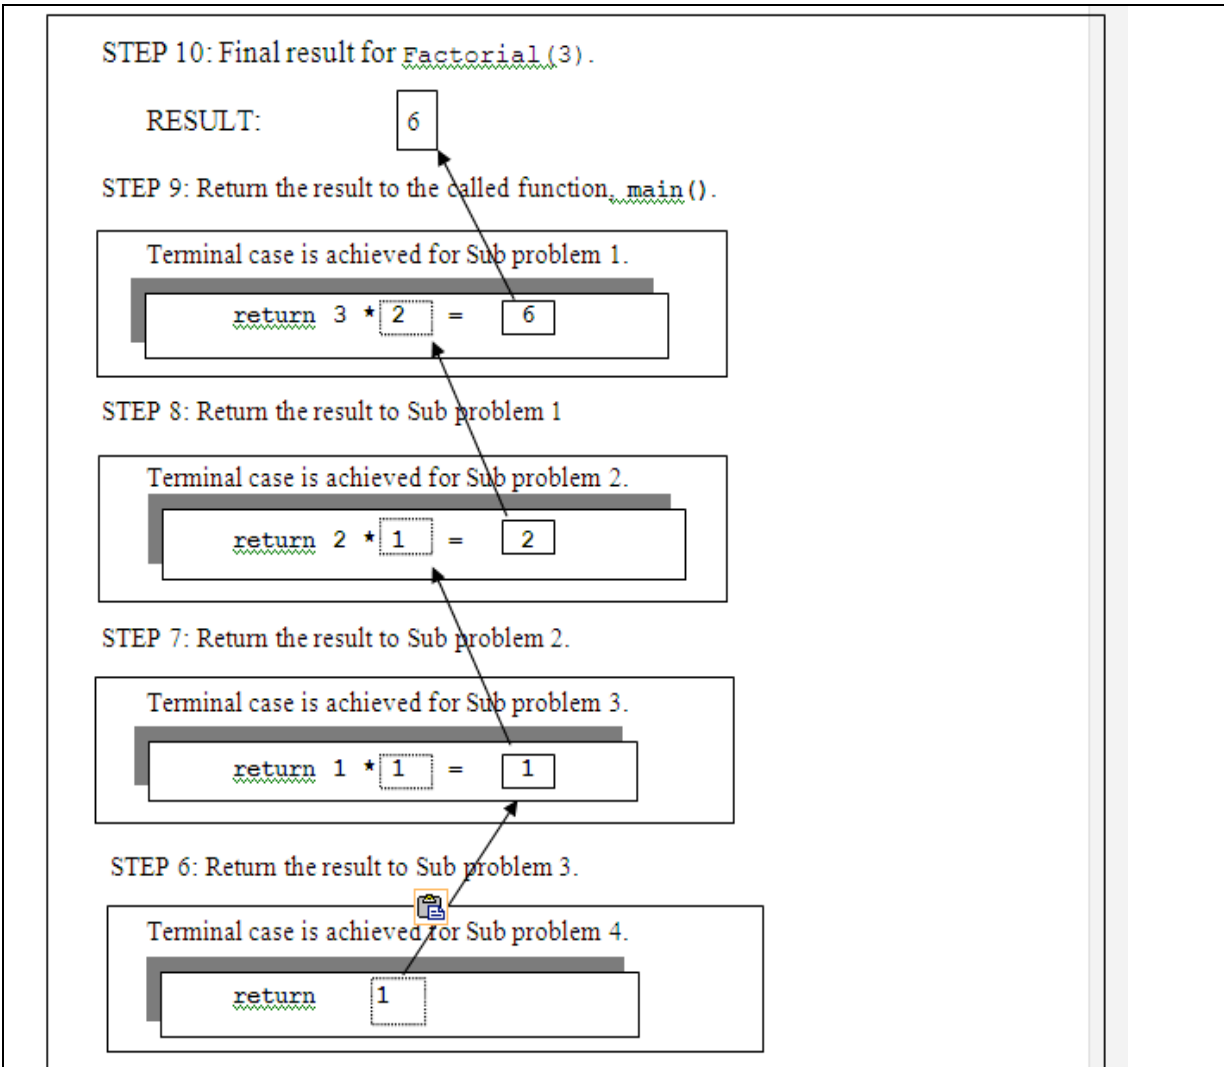 STEP 10: Final result for Factorial(3).
RESULT: 6
STEP 9: Return the result to the called function, main().
Terminal case is achieved for Sub problem 1.
return 3 * 2 = 6
STEP 8: Return the result to Sub problem 1
Terminal case is achieved for Sub problem 2.
return 2 * 1 = 2
STEP 7: Return the result to Sub problem 2.
Terminal case is achieved for Sub problem 3.
return 1 * 1 = 1
STEP 6: Return the result to Sub problem 3.
Terminal case is achieved for Sub problem 4.
return 1